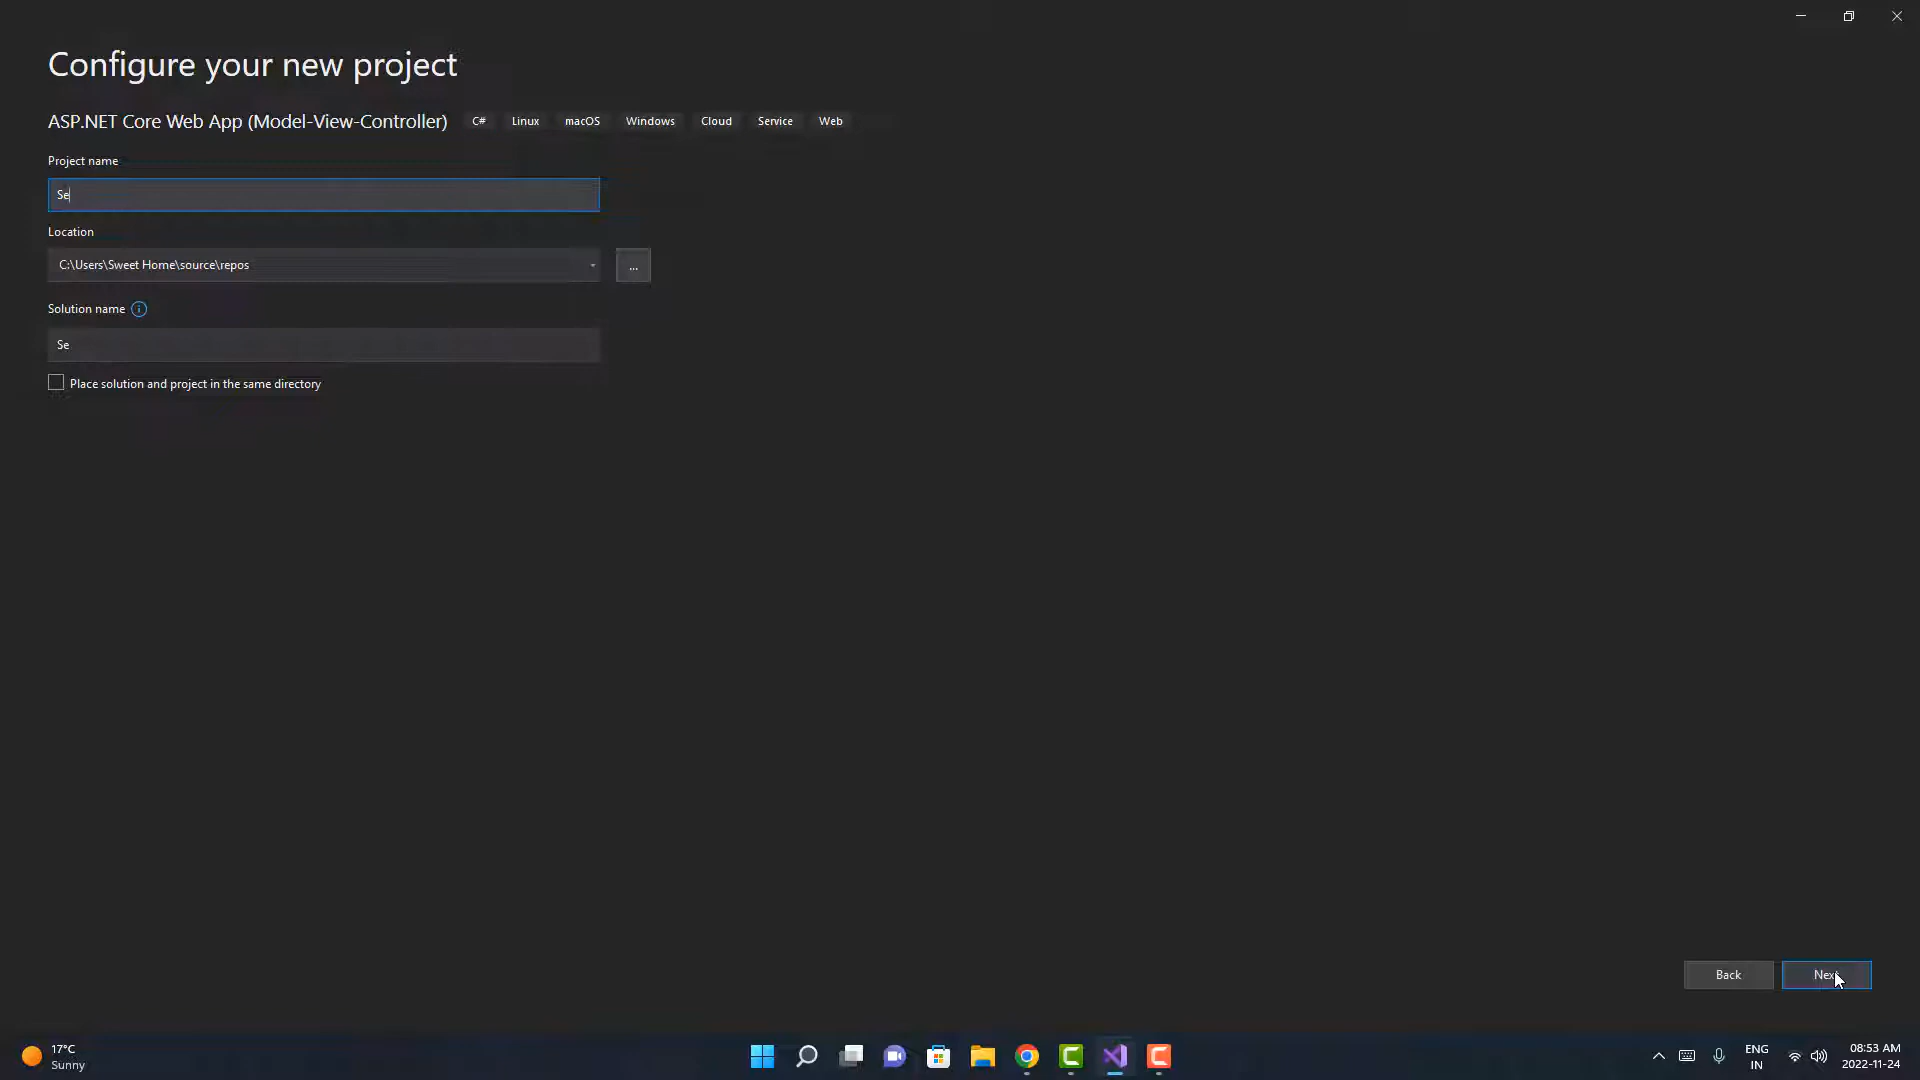 Configure your new project
ASP.NET Core Web App (Model-View-Controller) C# Linux macOS Windows Cloud Service Web
Project name
Se
Location
C:\Users\Sweet Home\source\repos
...
Solution name
Se
Place solution and project in the same directory
Back
Next
17°C
Sunny
ENG
IN
08:53 AM
2022-11-24